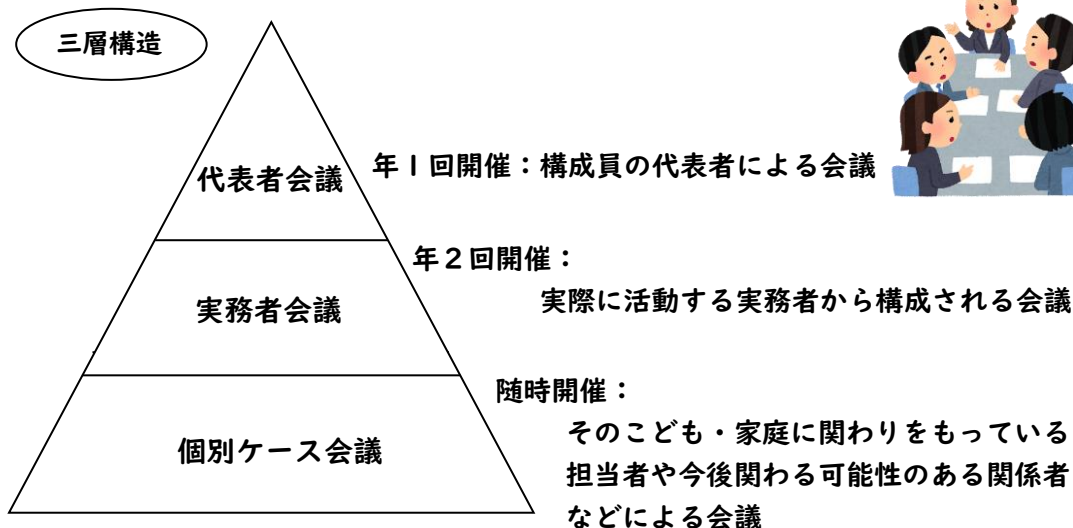 三層構造
代表者会議
年1回開催：構成員の代表者による会議
年2回開催：
実務者会議
実際に活動する実務者から構成される会議
随時開催：
個別ケース会議
そのこども・家庭に関わりをもっている
担当者や今後関わる可能性のある関係者
などによる会議